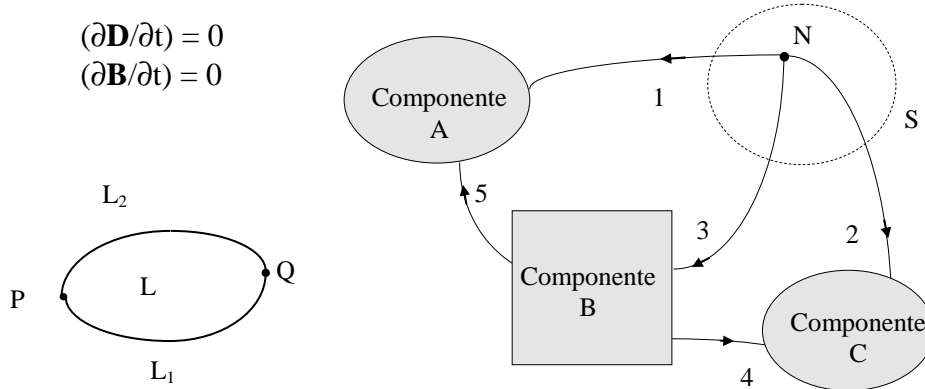 (∂D/∂t) = 0
(∂B/∂t) = 0
N
1
S
Componente
A
5
3
2
L₂
P
L
Q
L₁
Componente
B
Componente
C
4